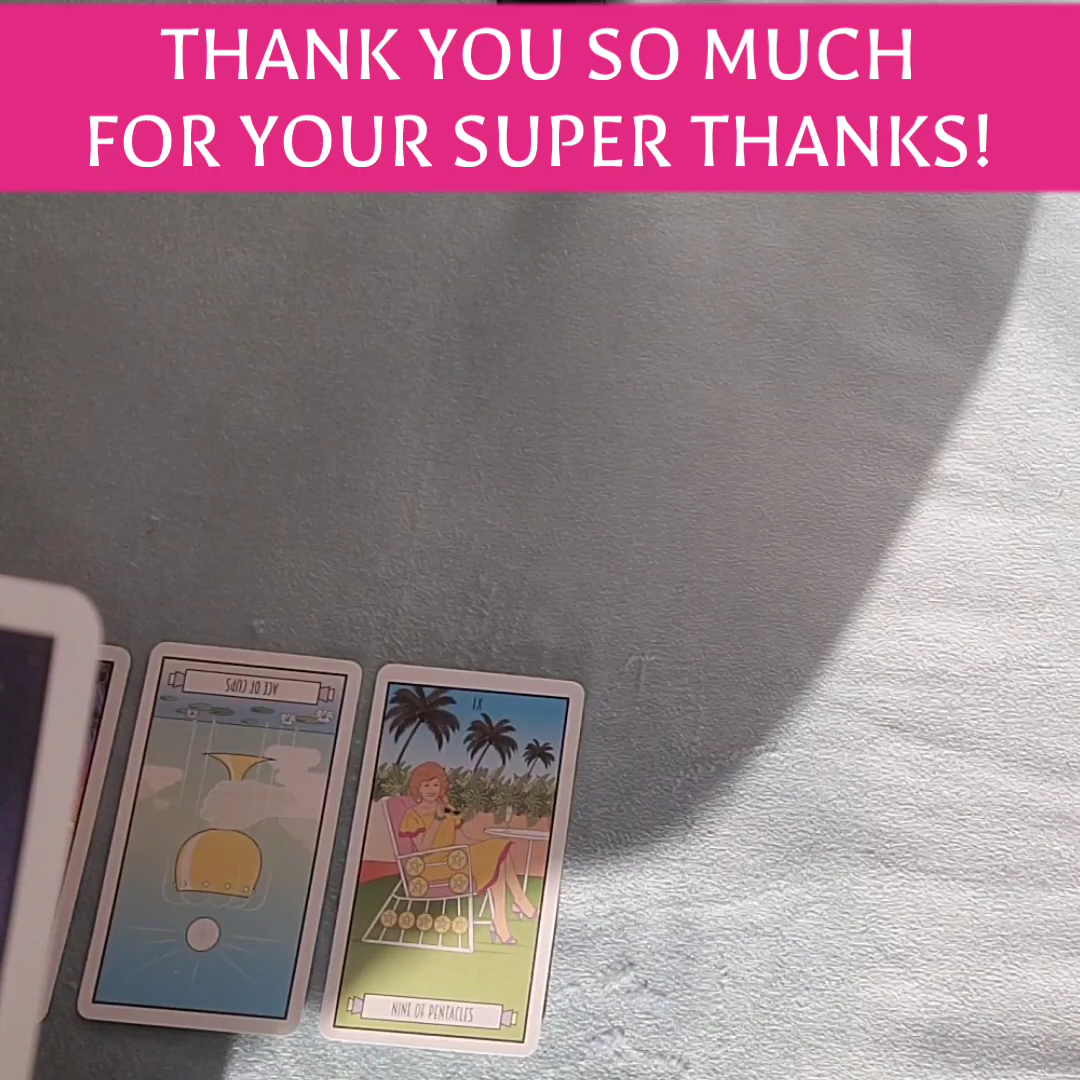 THANK YOU SO MUCH
FOR YOUR SUPER THANKS!
ACE OF CUPS
IX
NINE OF PENTACLES